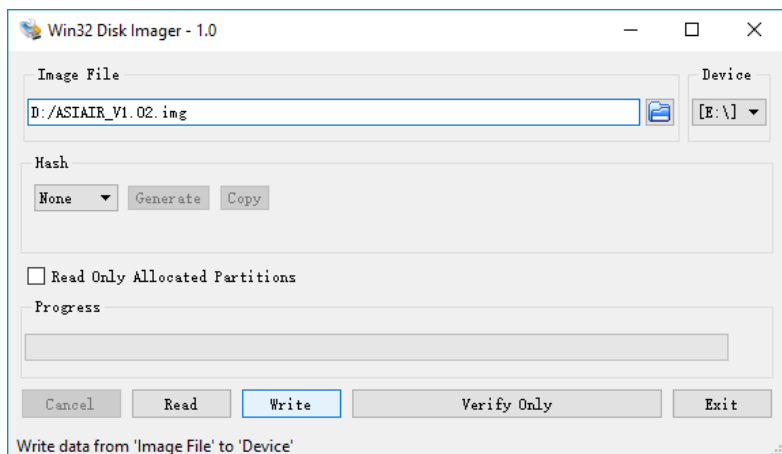 Win32 Disk Imager - 1.0
Image File
Device
D:/ASIAIR_V1.02.img
[E:\]
Hash
None Generate Copy
Read Only Allocated Partitions
Progress
Cancel Read Write Verify Only Exit
Write data from 'Image File' to 'Device'